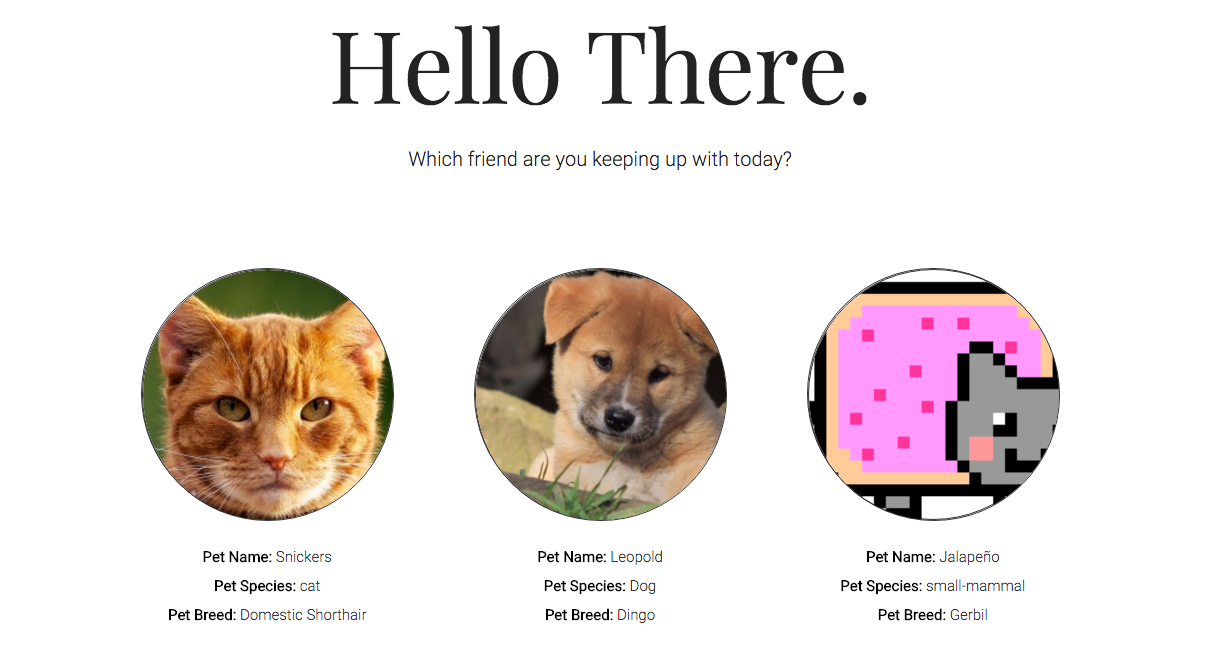 Hello There.
Which friend are you keeping up with today?
Pet Name: Snickers
Pet Species: cat
Pet Breed: Domestic Shorthair
Pet Name: Leopold
Pet Species: Dog
Pet Breed: Dingo
Pet Name: Jalapeño
Pet Species: small-mammal
Pet Breed: Gerbil